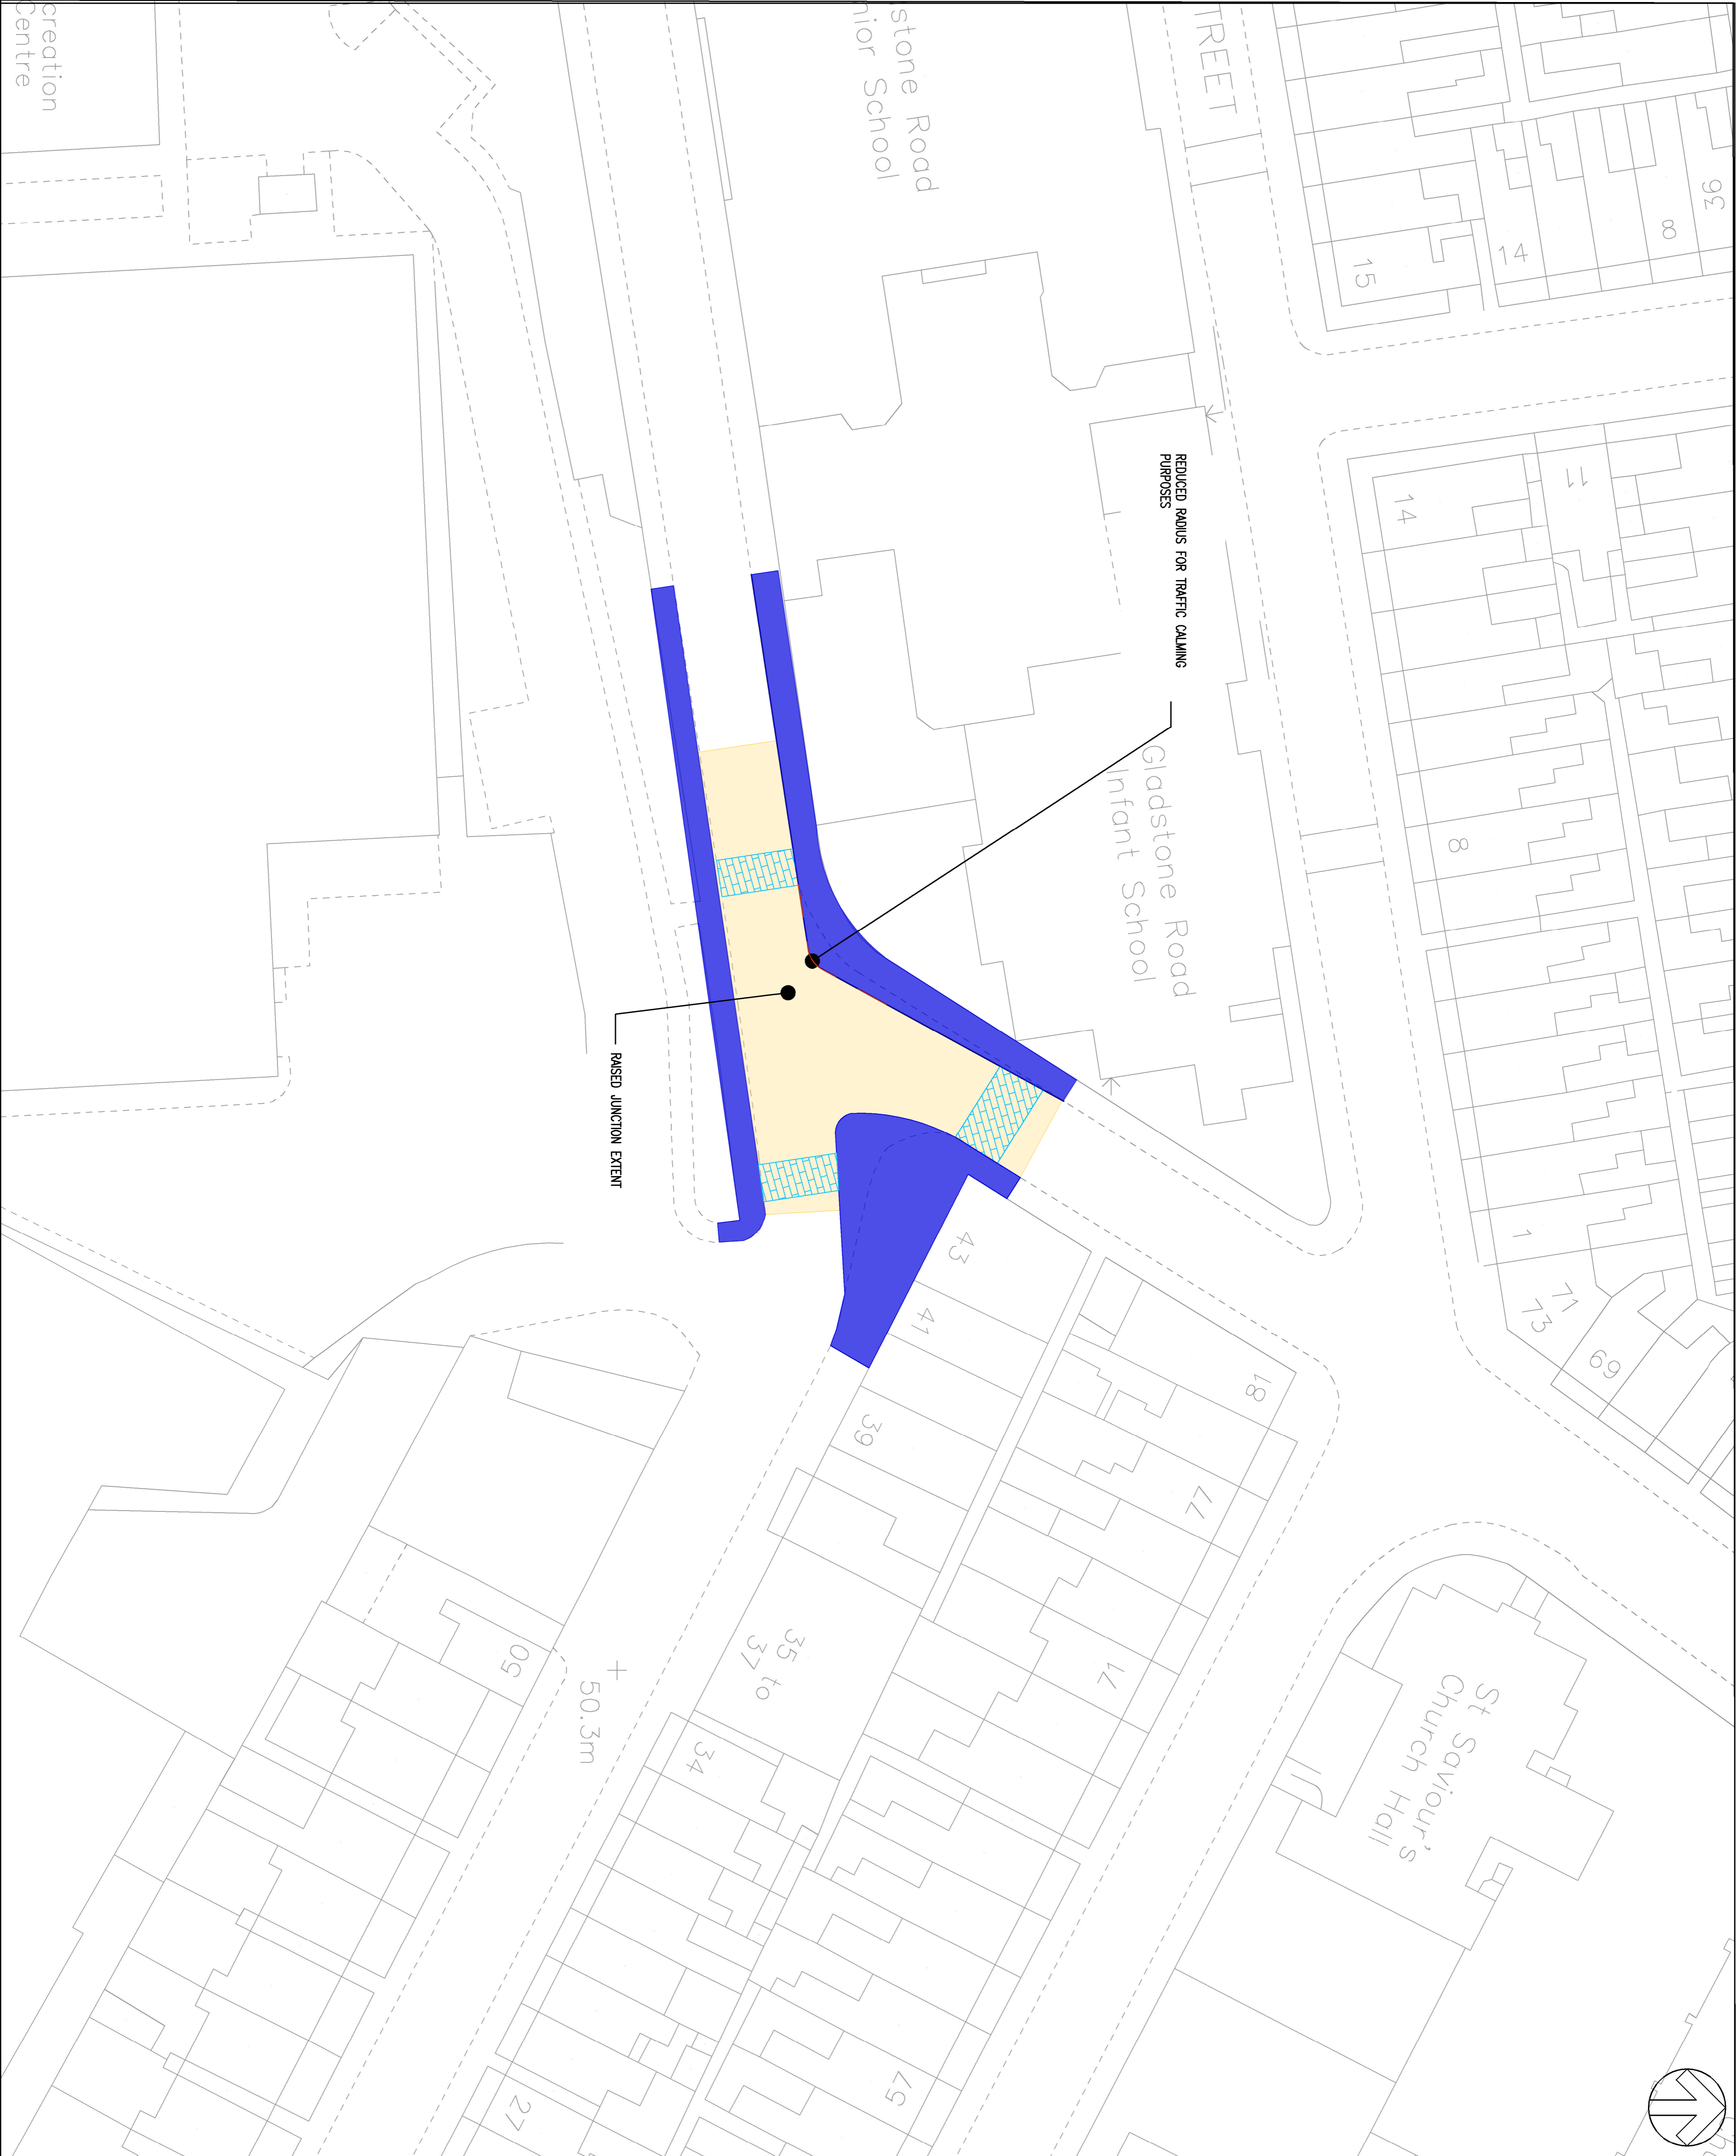 creation
Centre
stone Road
nior School
TREET
36
8
14
15
11
14
8
1
REDUCED RADIUS FOR TRAFFIC CALMING
PURPOSES
Gladstone Road
Infant School
RAISED JUNCTION EXTENT
73
71
69
43
41
39
35 to
37
34
27
81
77
71
57
50
50.3m
St Saviour's
Church Hall